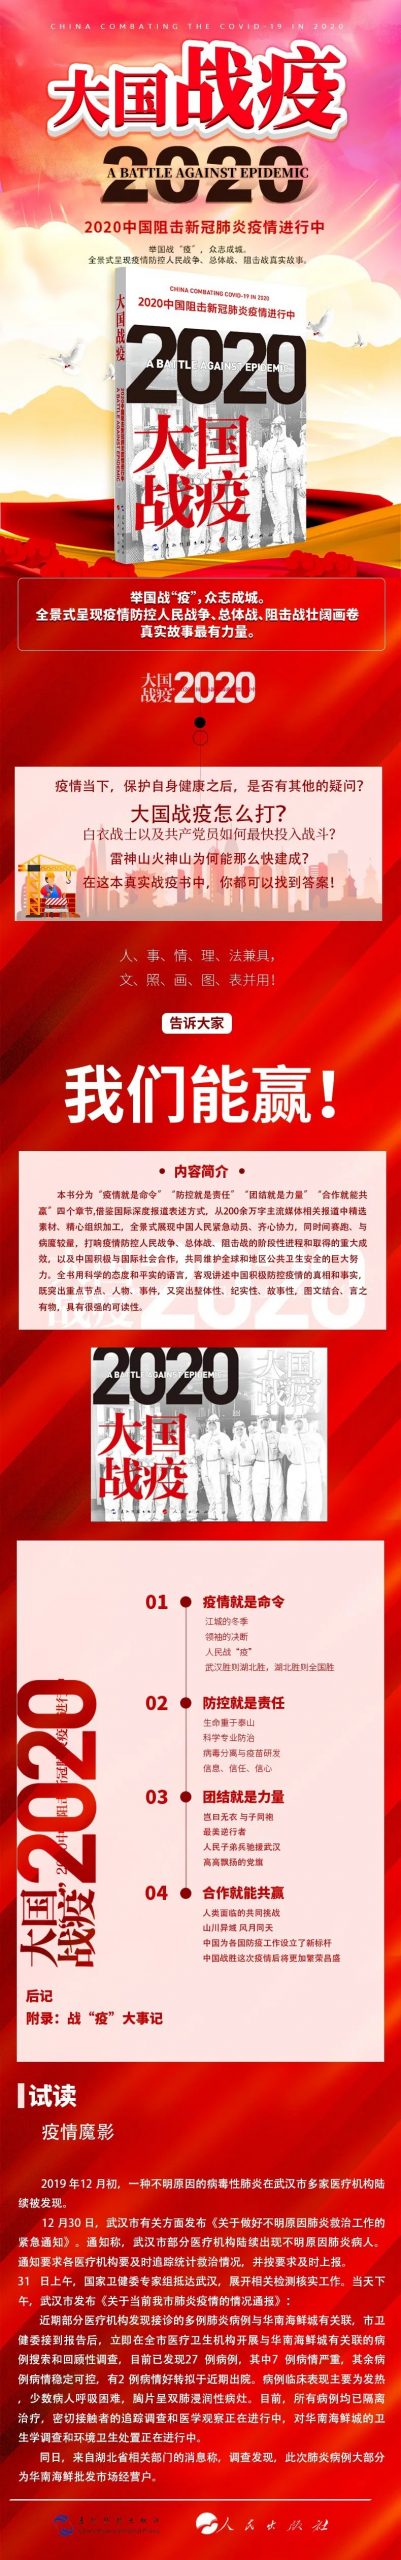 CHINA COMBATING THE COVID-19 IN 2020
大国战疫
2020
A BATTLE AGAINST EPIDEMIC
2020中国阻击新冠肺炎疫情进行中
举国战“疫”，众志成城。
全景式呈现疫情防控人民战争、总体战、阻击战真实故事。
CHINA COMBATING COVID-19 IN 2020
2020中国阻击新冠肺炎疫情进行中
2020
A BATTLE AGAINST EPIDEMIC
大国
战疫
大国战疫
2020中国阻击新冠肺炎疫情进行中
A BATTLE AGAINST EPIDEMIC
举国战“疫”，众志成城。
全景式呈现疫情防控人民战争、总体战、阻击战壮阔画卷
真实故事最有力量。
大国
战疫”2020
疫情当下，保护自身健康之后，是否有其他的疑问？
大国战疫怎么打？
白衣战士以及共产党员如何最快投入战斗？
雷神山火神山为何能那么快建成？
在这本真实战疫书中，你都可以找到答案！
人、事、情、理、法兼具，
文、照、画、图、表并用！
告诉大家
我们能赢！
• 内容简介 •
本书分为“疫情就是命令”“防控就是责任”“团结就是力量”“合作就能共
赢”四个章节,借鉴国际深度报道表述方式，从200余万字主流媒体相关报道中精选
素材、精心组织加工，全景式展现中国人民紧急动员、齐心协力，同时间赛跑、与
病魔较量，打响疫情防控人民战争、总体战、阻击战的阶段性进程和取得的重大成
效，以及中国积极与国际社会合作，共同维护全球和地区公共卫生安全的巨大努
力。全书用科学的态度和平实的语言，客观讲述中国积极防控疫情的真相和事实，
既突出重点节点、人物、事件，又突出整体性、纪实性、故事性，图文结合、言之
有物，具有很强的可读性。
2020
A BATTLE AGAINST EPIDEMIC
大国
战疫
大国
战疫
01 疫情就是命令
江城的冬季
领袖的决断
人民战“疫”
武汉胜则湖北胜，湖北胜则全国胜
02 防控就是责任
生命重于泰山
科学专业防治
病毒分离与疫苗研发
信息、信任、信心
03 团结就是力量
岂曰无衣 与子同袍
最美逆行者
人民子弟兵驰援武汉
高高飘扬的党旗
04 合作就能共赢
人类面临的共同挑战
山川异域 风月同天
中国为各国防疫工作设立了新标杆
中国战胜这次疫情后将更加繁荣昌盛
大国
战疫”2020
后记
附录：战“疫”大事记
试读
疫情魔影
2019 年12 月初，一种不明原因的病毒性肺炎在武汉市多家医疗机构陆
续被发现。
12 月30 日，武汉市有关方面发布《关于做好不明原因肺炎救治工作的
紧急通知》。通知称，武汉市部分医疗机构陆续出现不明原因肺炎病人。
通知要求各医疗机构要及时追踪统计救治情况，并按要求及时上报。
31 日上午，国家卫健委专家组抵达武汉，展开相关检测核实工作。当天下
午，武汉市发布《关于当前我市肺炎疫情的情况通报》：
近期部分医疗机构发现接诊的多例肺炎病例与华南海鲜城有关联，市卫
健委接到报告后，立即在全市医疗卫生机构开展与华南海鲜城有关联的病
例搜索和回顾性调查，目前已发现27 例病例，其中7 例病情严重，其余病
例病情稳定可控，有2 例病情好转拟于近期出院。病例临床表现主要为发热
，少数病人呼吸困难，胸片呈双肺浸润性病灶。目前，所有病例均已隔离
治疗，密切接触者的追踪调查和医学观察正在进行中，对华南海鲜城的卫
生学调查和环境卫生处置正在进行中。
同日，来自湖北省相关部门的消息称，调查发现，此次肺炎病例大部分
为华南海鲜批发市场经营户。
人民出版社